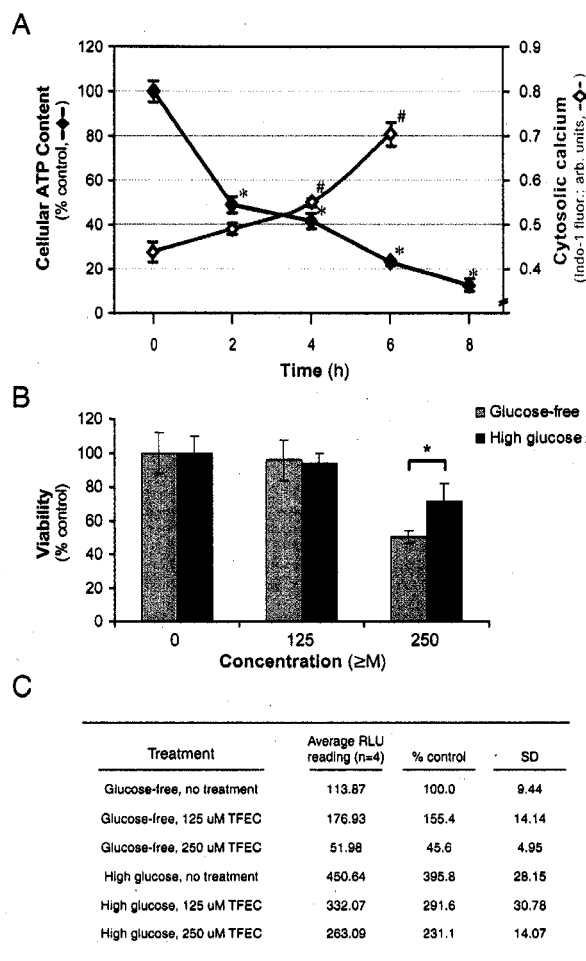 A
Cellular ATP Content
(% control, -◆-)
120
100
80
60
40
20
0
*
*
*
*
#
#
0.9
0.8
0.7
0.6
0.5
0.4
Cytosolic calcium
(Indo-1 fluor.; arb. units, -◇-)
0 2 4 6 8
Time (h)
B
Viability
(% control)
120
100
80
60
40
20
0
Glucose-free
High glucose
*
0 125 250
Concentration (≥M)
C
Treatment Average RLU reading (n=4) % control SD
Glucose-free, no treatment 113.87 100.0 9.44
Glucose-free, 125 uM TFEC 176.93 155.4 14.14
Glucose-free, 250 uM TFEC 51.98 45.6 4.95
High glucose, no treatment 450.64 395.8 28.15
High glucose, 125 uM TFEC 332.07 291.6 30.78
High glucose, 250 uM TFEC 263.09 231.1 14.07